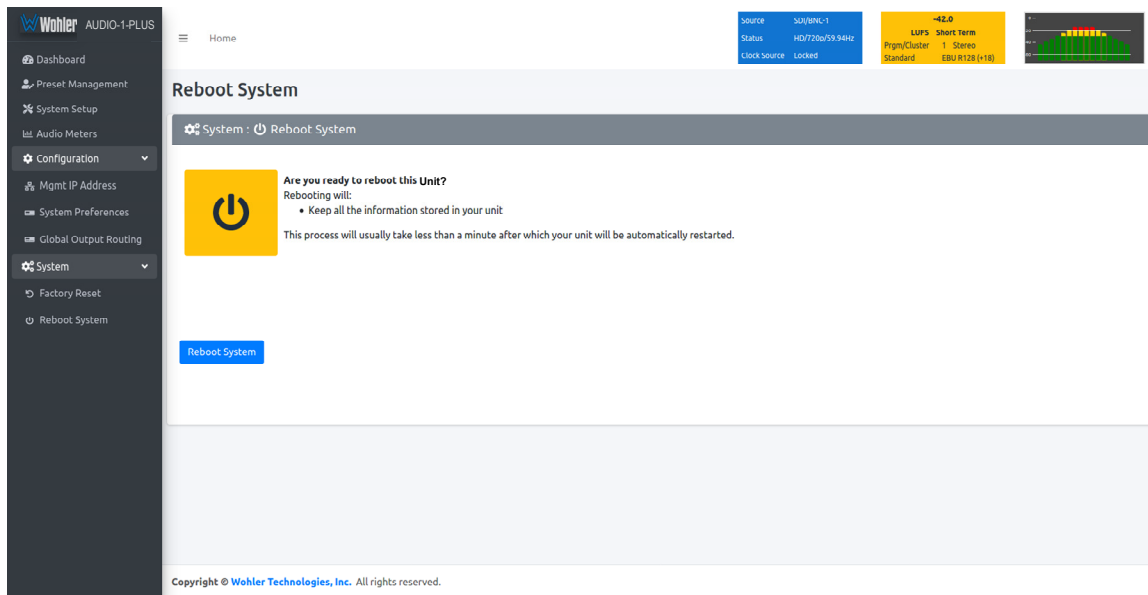 Wohler AUDIO-1-PLUS
Dashboard
Preset Management
System Setup
Audio Meters
Configuration
Mgmt IP Address
System Preferences
Global Output Routing
System
Factory Reset
Reboot System
Home
Source SDI/BNC-1
Status HD/720p/59.94Hz
Clock Source Locked
-42.0
LUFS Short Term
Prgm/Cluster 1 Stereo
Standard EBU R128 (+18)
Reboot System
System : Reboot System
Are you ready to reboot this Unit?
Rebooting will:
• Keep all the information stored in your unit
This process will usually take less than a minute after which your unit will be automatically restarted.
Reboot System
Copyright © Wohler Technologies, Inc. All rights reserved.